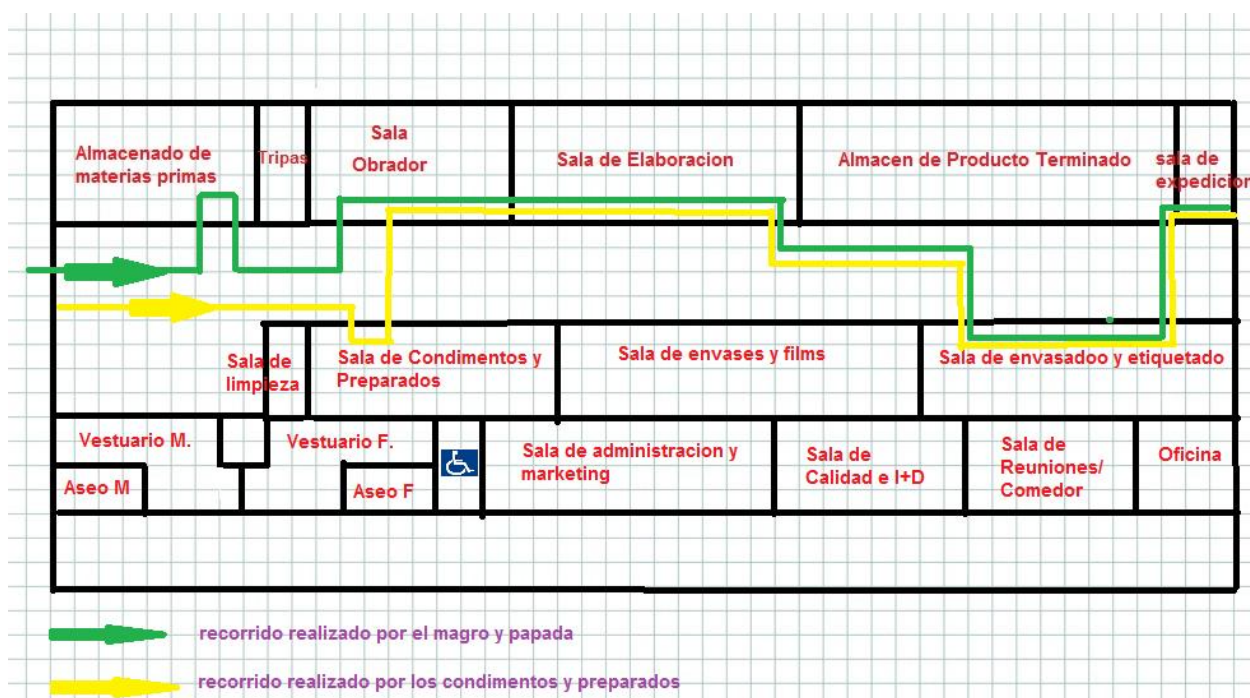 Almacenado de
materias primas
Tripas
Sala
Obrador
Sala de Elaboracion
Almacen de Producto Terminado
sala de
expedicion
Sala de
limpieza
Sala de Condimentos y
Preparados
Sala de envases y films
Sala de envasadoo y etiquetado
Vestuario M.
Aseo M
Vestuario F.
Aseo F
Sala de administracion y
marketing
Sala de
Calidad e I+D
Sala de
Reuniones/
Comedor
Oficina
recorrido realizado por el magro y papada
recorrido realizado por los condimentos y preparados